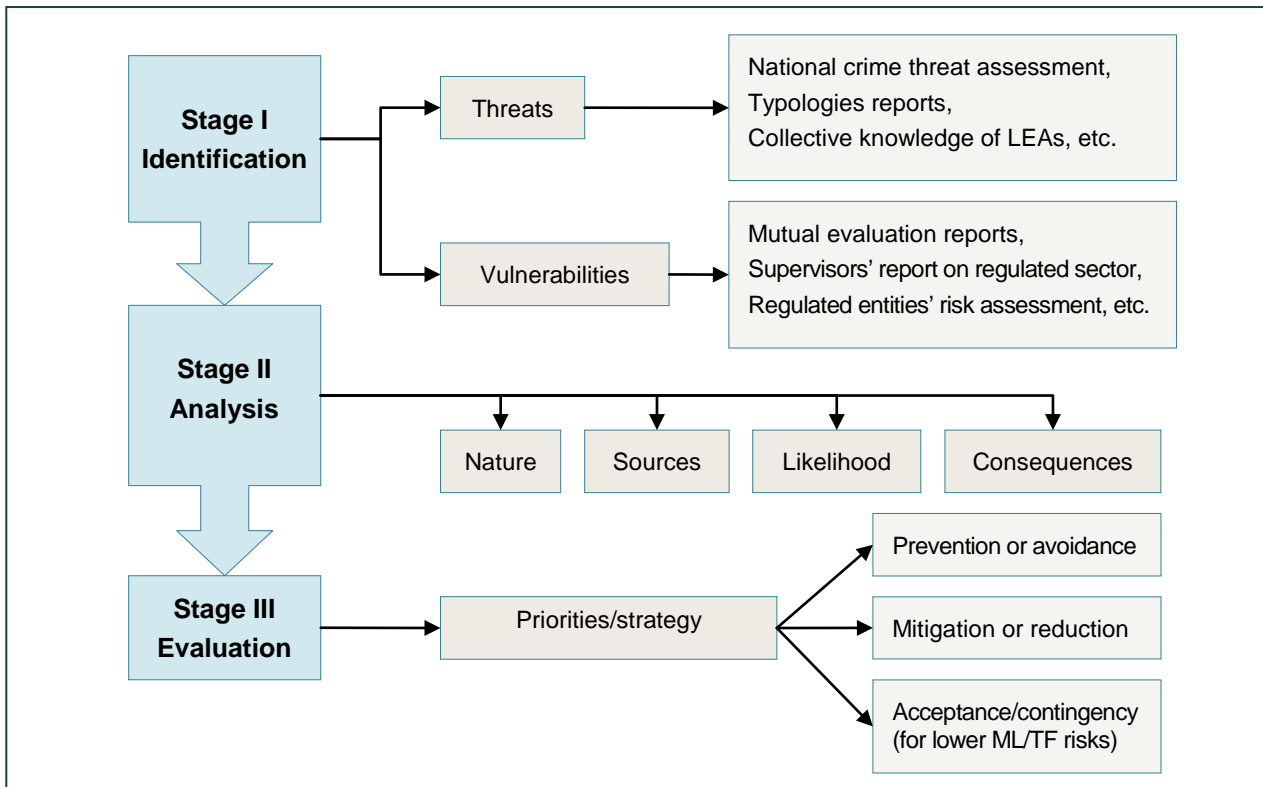 Stage I
Identification
Threats
National crime threat assessment,
Typologies reports,
Collective knowledge of LEAs, etc.
Vulnerabilities
Mutual evaluation reports,
Supervisors’ report on regulated sector,
Regulated entities’ risk assessment, etc.
Stage II
Analysis
Nature
Sources
Likelihood
Consequences
Stage III
Evaluation
Priorities/strategy
Prevention or avoidance
Mitigation or reduction
Acceptance/contingency
(for lower ML/TF risks)